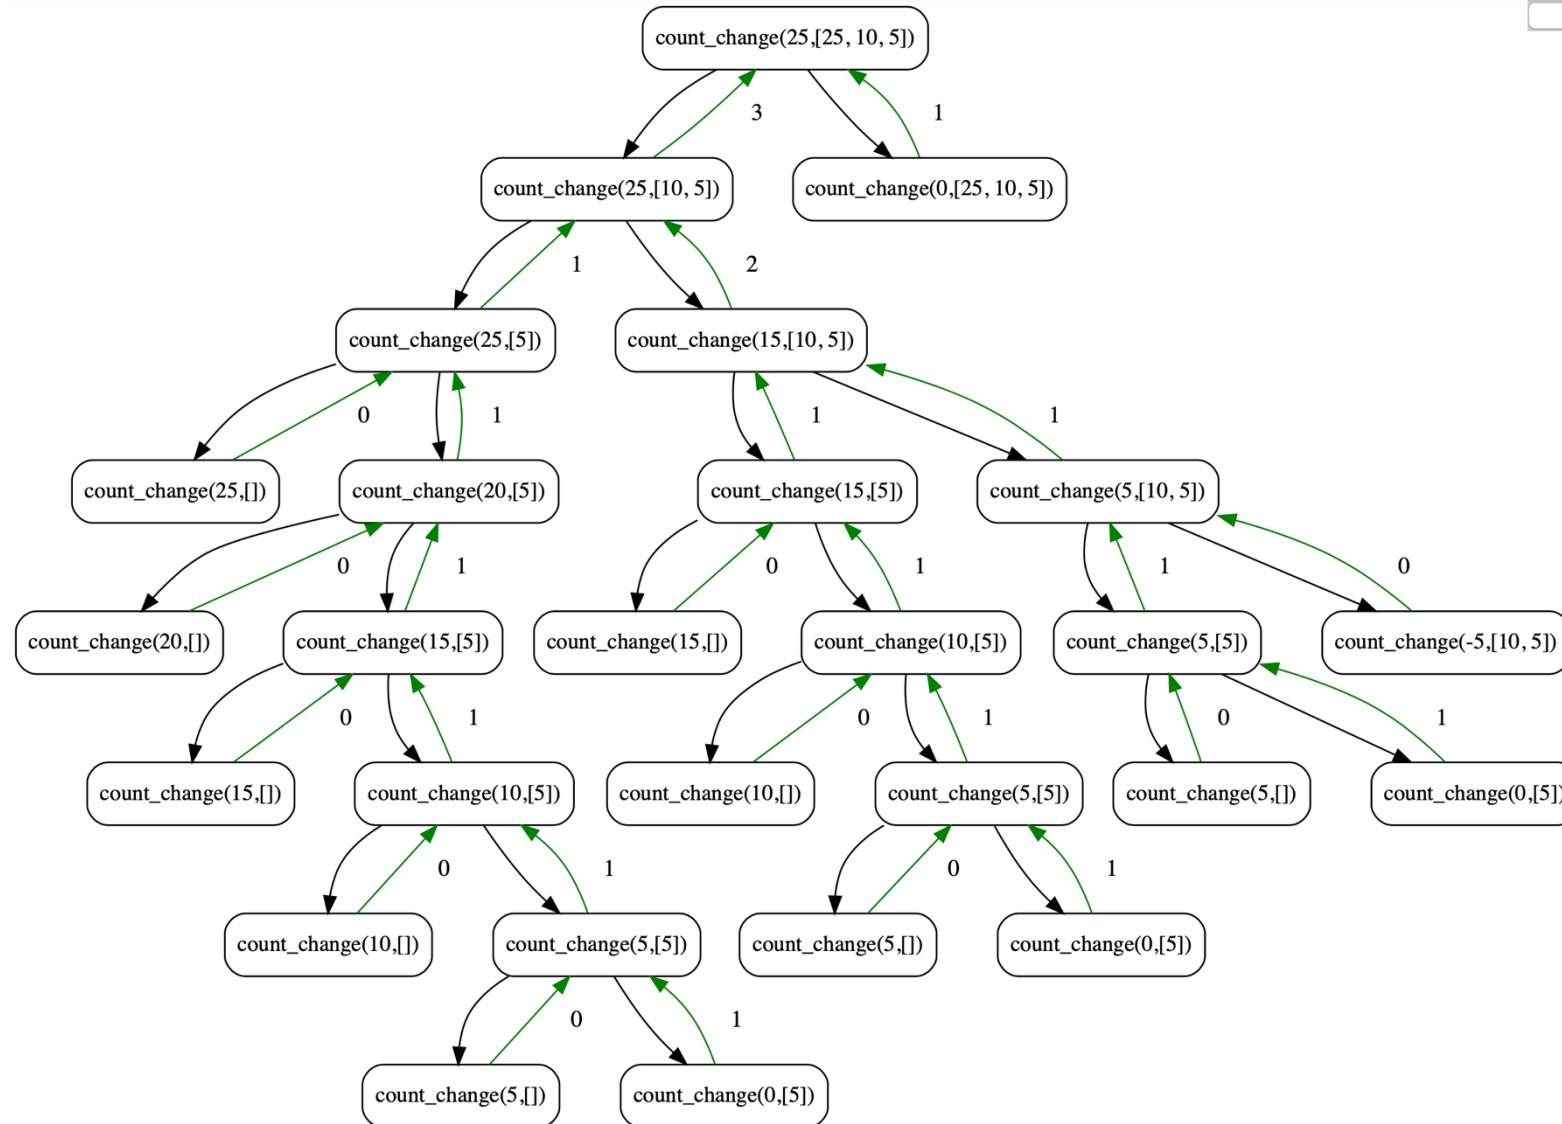 count_change(25,[25, 10, 5])
3
1
count_change(25,[10, 5])
count_change(0,[25, 10, 5])
1
2
count_change(25,[5])
count_change(15,[10, 5])
0
1
1
1
count_change(25,[])
count_change(20,[5])
count_change(15,[5])
count_change(5,[10, 5])
0
1
0
1
1
0
count_change(20,[])
count_change(15,[5])
count_change(15,[])
count_change(10,[5])
count_change(5,[5])
count_change(-5,[10, 5])
0
1
0
1
0
1
count_change(15,[])
count_change(10,[5])
count_change(10,[])
count_change(5,[5])
count_change(5,[])
count_change(0,[5])
0
1
0
1
count_change(10,[])
count_change(5,[5])
count_change(5,[])
count_change(0,[5])
0
1
count_change(5,[])
count_change(0,[5])